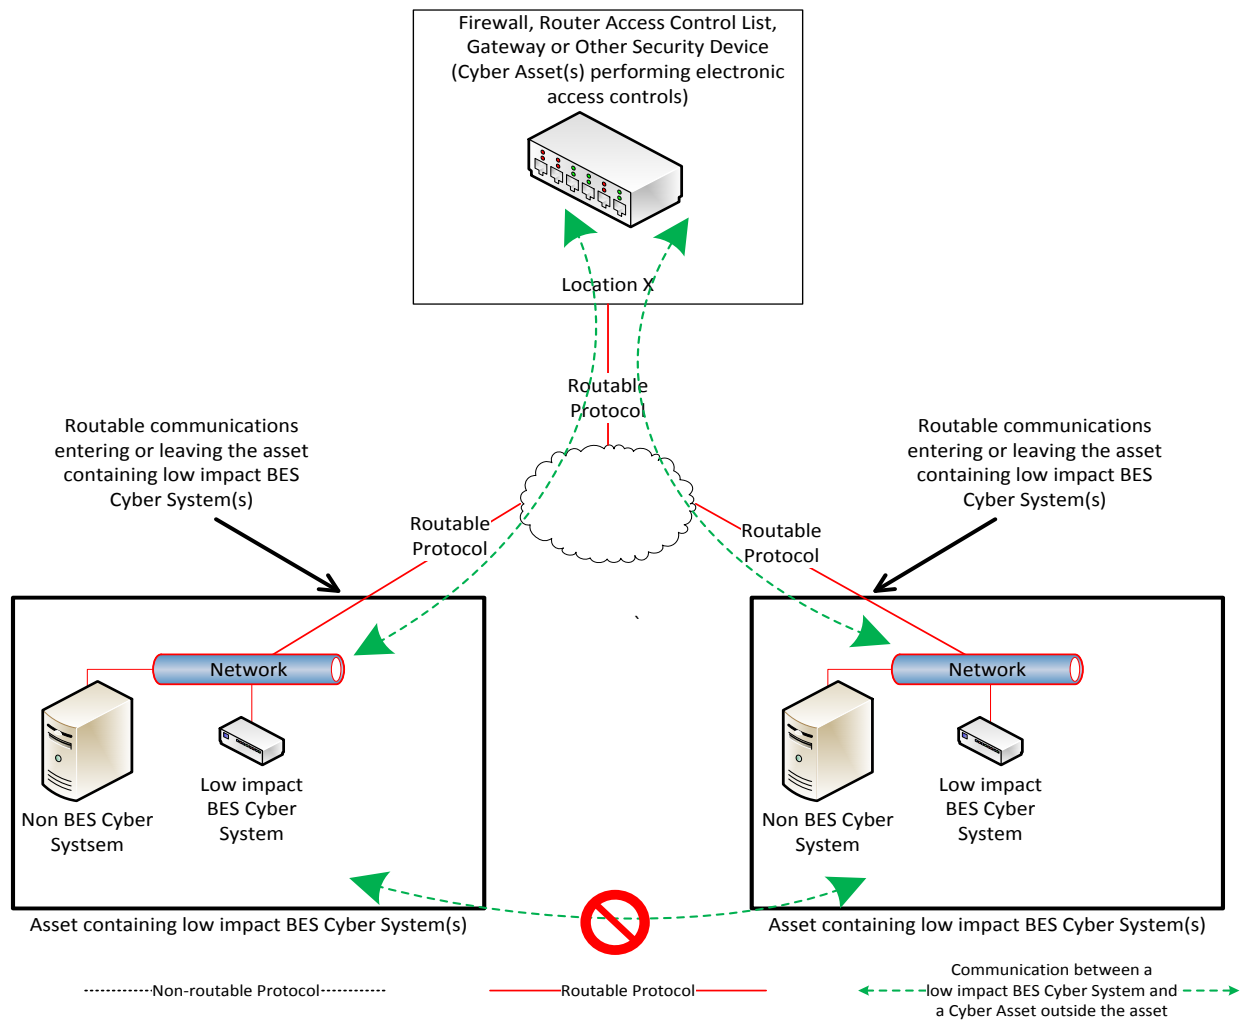 Firewall, Router Access Control List,
Gateway or Other Security Device
(Cyber Asset(s) performing electronic
access controls)
Location X
Routable
Protocol
Routable communications
entering or leaving the asset
containing low impact BES
Cyber System(s)
Routable communications
entering or leaving the asset
containing low impact BES
Cyber System(s)
Routable
Protocol
Routable
Protocol
Network
Non BES Cyber
Systsem
Low impact
BES Cyber
System
Network
Non BES Cyber
System
Low impact
BES Cyber
System
Asset containing low impact BES Cyber System(s)
Asset containing low impact BES Cyber System(s)
Non-routable Protocol
Routable Protocol
Communication between a
low impact BES Cyber System and
a Cyber Asset outside the asset